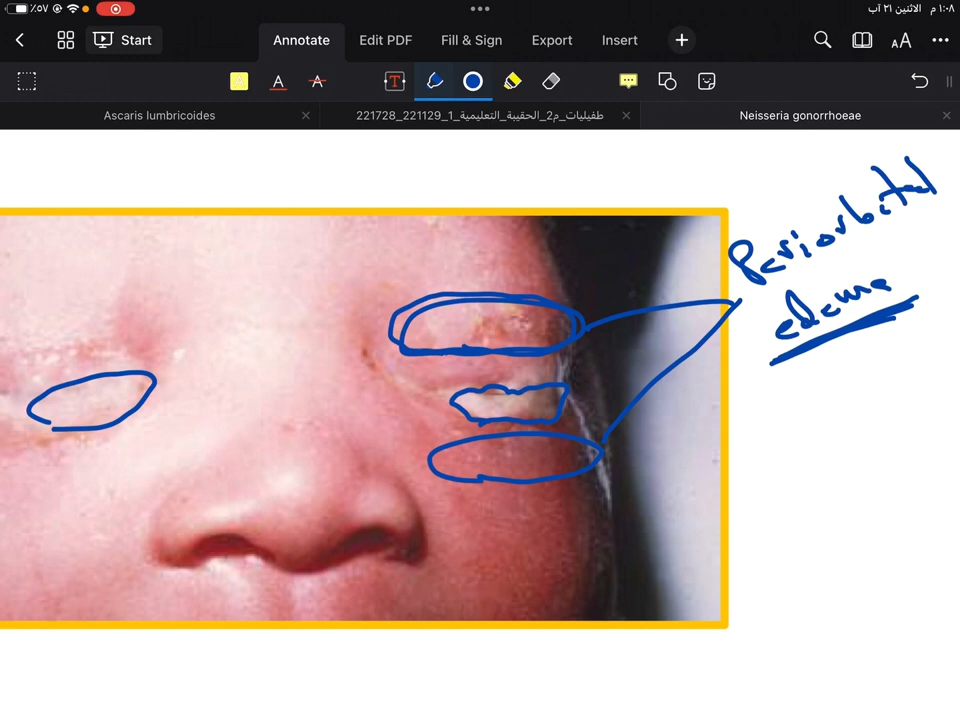 ٪٥٧
١:٠٨ م الاثنين ٢١ آب
Start
Annotate
Edit PDF
Fill & Sign
Export
Insert
AA
A
A
T
Ascaris lumbricoides
طفيليات_م2_الحقيبة_التعليمية_1_221129_221728
Neisseria gonorrhoeae
Periorbital
edema